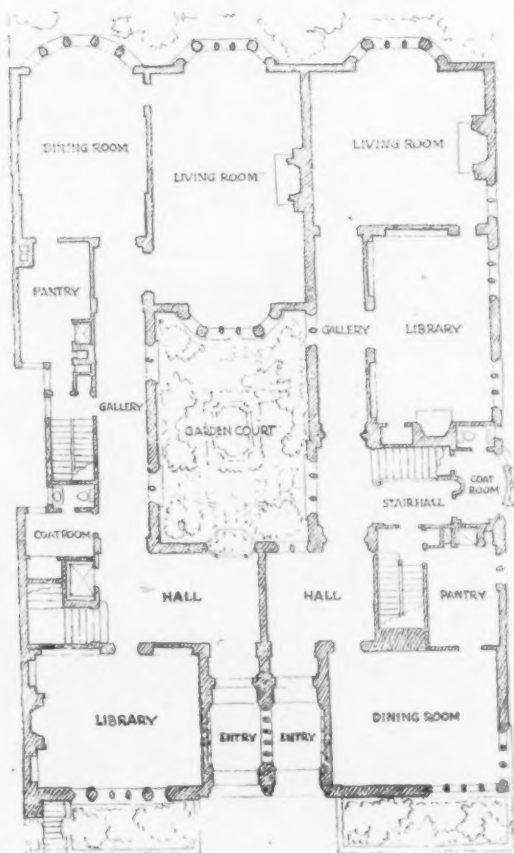 DINING ROOM
LIVING ROOM
LIVING ROOM
PANTRY
GALLERY
LIBRARY
GALLERY
GARDEN COURT
COAT
ROOM
STAIRHALL
COATROOM
HALL
HALL
PANTRY
LIBRARY
ENTRY
ENTRY
DINING ROOM